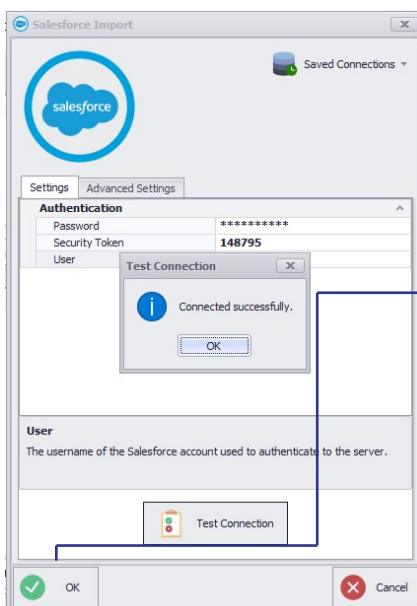 Salesforce Import
x
Saved Connections
salesforce
Settings
Advanced Settings
Authentication
Password
**********
Security Token
148795
User
Test Connection
x
Connected successfully.
OK
User
The username of the Salesforce account used to authenticate to the server.
Test Connection
OK
Cancel